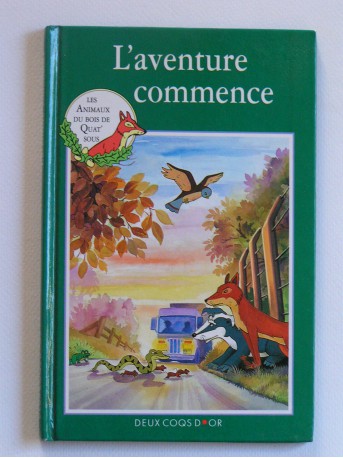 L'aventure
commence
LES
ANIMAUX
DU BOIS DE
QUAT'
SOUS
DEUX COQS D'OR